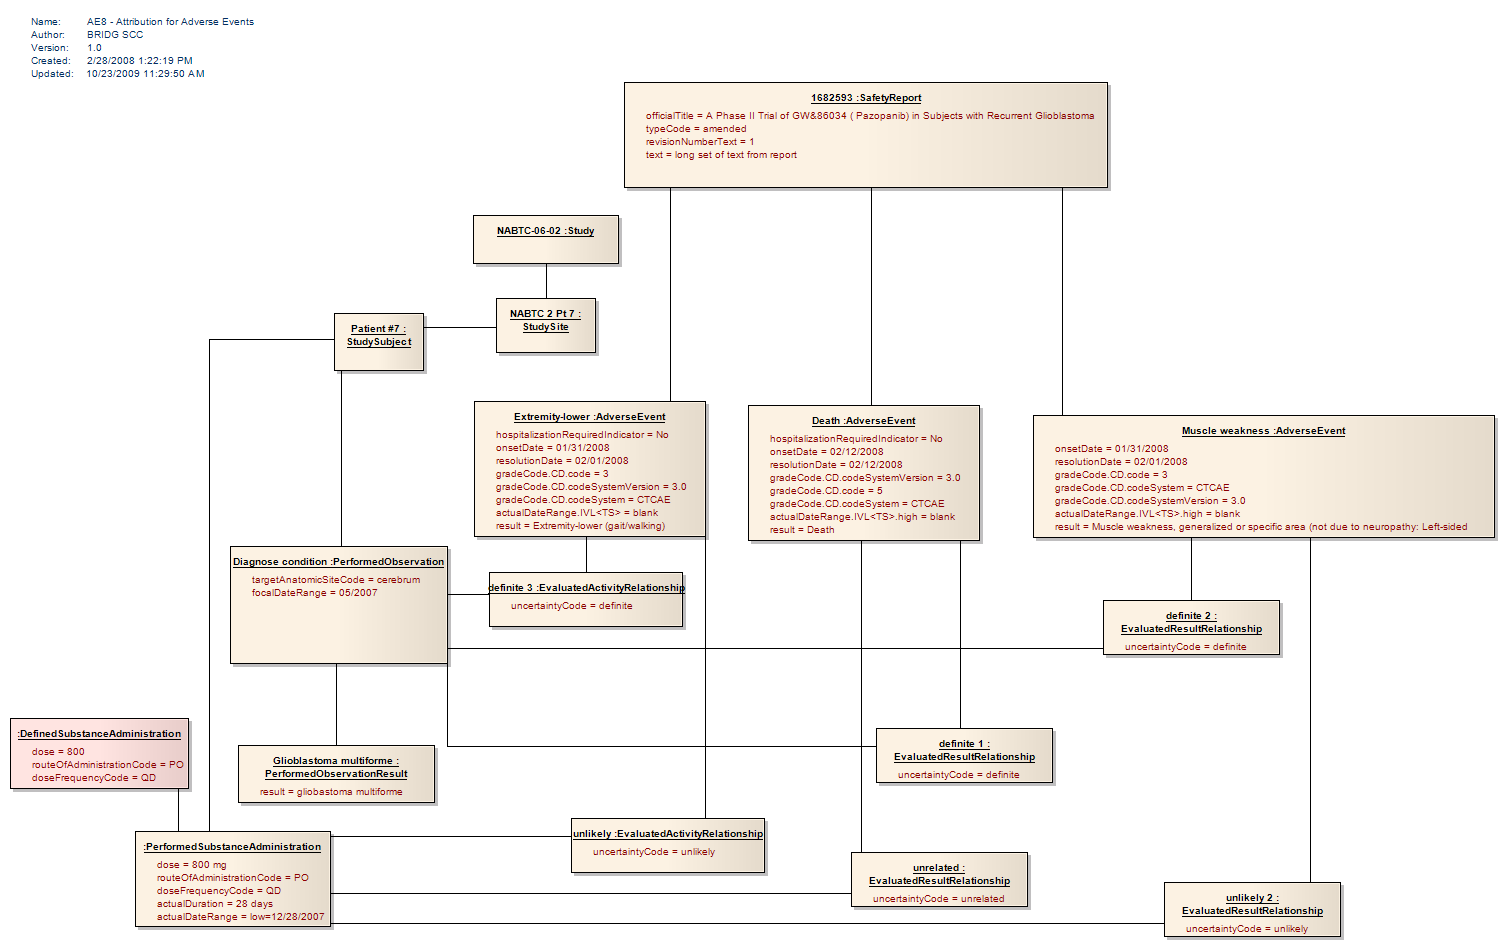 Name: AE8 - Attribution for Adverse Events
Author: BRIDG SCC
Version: 1.0
Created: 2/28/2008 1:22:19 PM
Updated: 10/23/2009 11:29:50 AM
1682593 :SafetyReport
officialTitle = A Phase II Trial of GW&86034 ( Pazopanib) in Subjects with Recurrent Glioblastoma
typeCode = amended
revisionNumberText = 1
text = long set of text from report
NABTC-06-02 :Study
NABTC 2 Pt 7 :
StudySite
Patient #7 :
StudySubject
Extremity-lower :AdverseEvent
hospitalizationRequiredIndicator = No
onsetDate = 01/31/2008
resolutionDate = 02/01/2008
gradeCode.CD.code = 3
gradeCode.CD.codeSystemVersion = 3.0
gradeCode.CD.codeSystem = CTCAE
actualDateRange.IVL<TS> = blank
result = Extremity-lower (gait/walking)
Death :AdverseEvent
hospitalizationRequiredIndicator = No
onsetDate = 02/12/2008
resolutionDate = 02/12/2008
gradeCode.CD.codeSystemVersion = 3.0
gradeCode.CD.code = 5
gradeCode.CD.codeSystem = CTCAE
actualDateRange.IVL<TS>.high = blank
result = Death
Muscle weakness :AdverseEvent
onsetDate = 01/31/2008
resolutionDate = 02/01/2008
gradeCode.CD.code = 3
gradeCode.CD.codeSystem = CTCAE
gradeCode.CD.codeSystemVersion = 3.0
actualDateRange.IVL<TS>.high = blank
result = Muscle weakness, generalized or specific area (not due to neuropathy: Left-sided
Diagnose condition :PerformedObservation
targetAnatomicSiteCode = cerebrum
focalDateRange = 05/2007
definite 3 :EvaluatedActivityRelationship
uncertaintyCode = definite
definite 2 :
EvaluatedResultRelationship
uncertaintyCode = definite
:DefinedSubstanceAdministration
dose = 800
routeOfAdministrationCode = PO
doseFrequencyCode = QD
Glioblastoma multiforme :
PerformedObservationResult
result = gliobastoma multiforme
definite 1 :
EvaluatedResultRelationship
uncertaintyCode = definite
:PerformedSubstanceAdministration
dose = 800 mg
routeOfAdministrationCode = PO
doseFrequencyCode = QD
actualDuration = 28 days
actualDateRange = low=12/28/2007
unlikely :EvaluatedActivityRelationship
uncertaintyCode = unlikely
unrelated :
EvaluatedResultRelationship
uncertaintyCode = unrelated
unlikely 2 :
EvaluatedResultRelationship
uncertaintyCode = unlikely